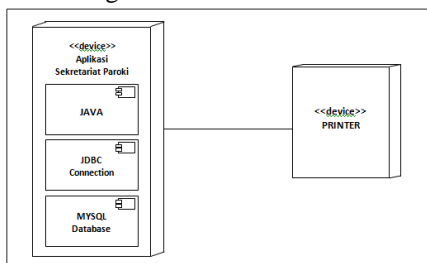 <<device>>
Aplikasi
Sekretariat Paroki
JAVA
JDBC
Connection
MYSQL
Database
<<device>>
PRINTER